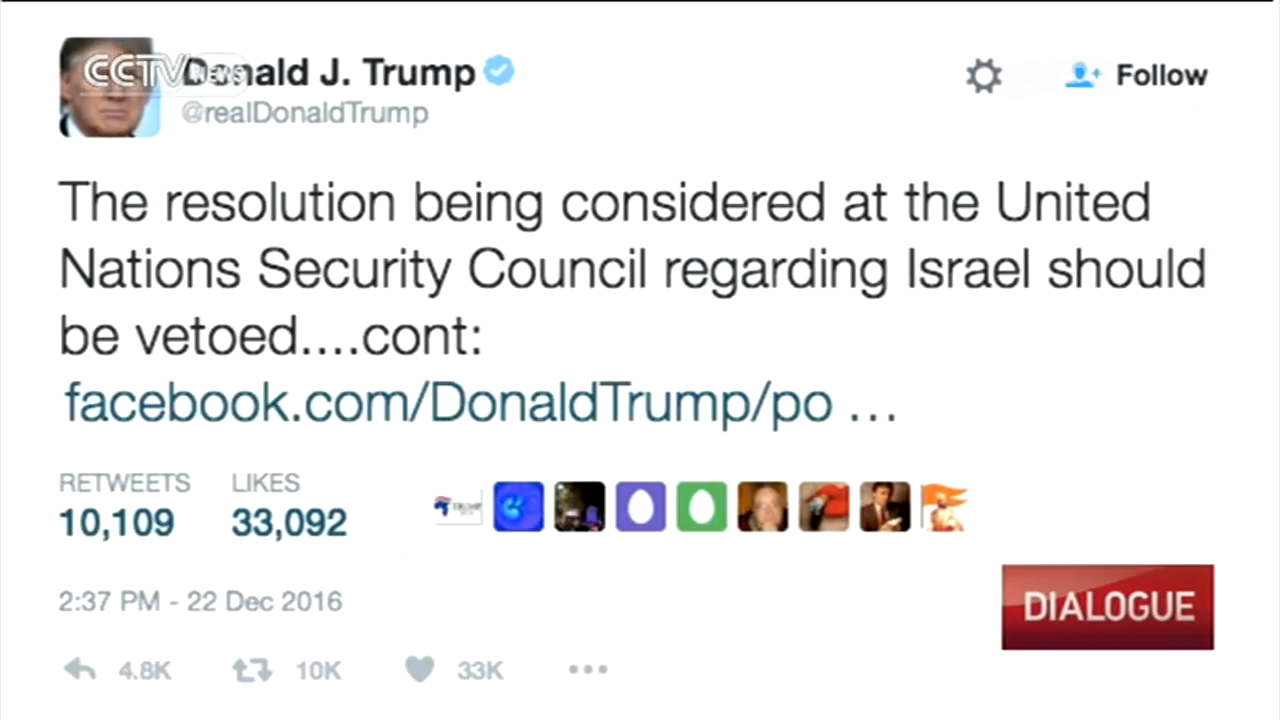 CCTV NEWS
Donald J. Trump
@realDonaldTrump
Follow
The resolution being considered at the United
Nations Security Council regarding Israel should
be vetoed....cont:
facebook.com/DonaldTrump/po ...
RETWEETS LIKES
10,109 33,092
TRUMP
2:37 PM - 22 Dec 2016
DIALOGUE
4.8K 10K 33K